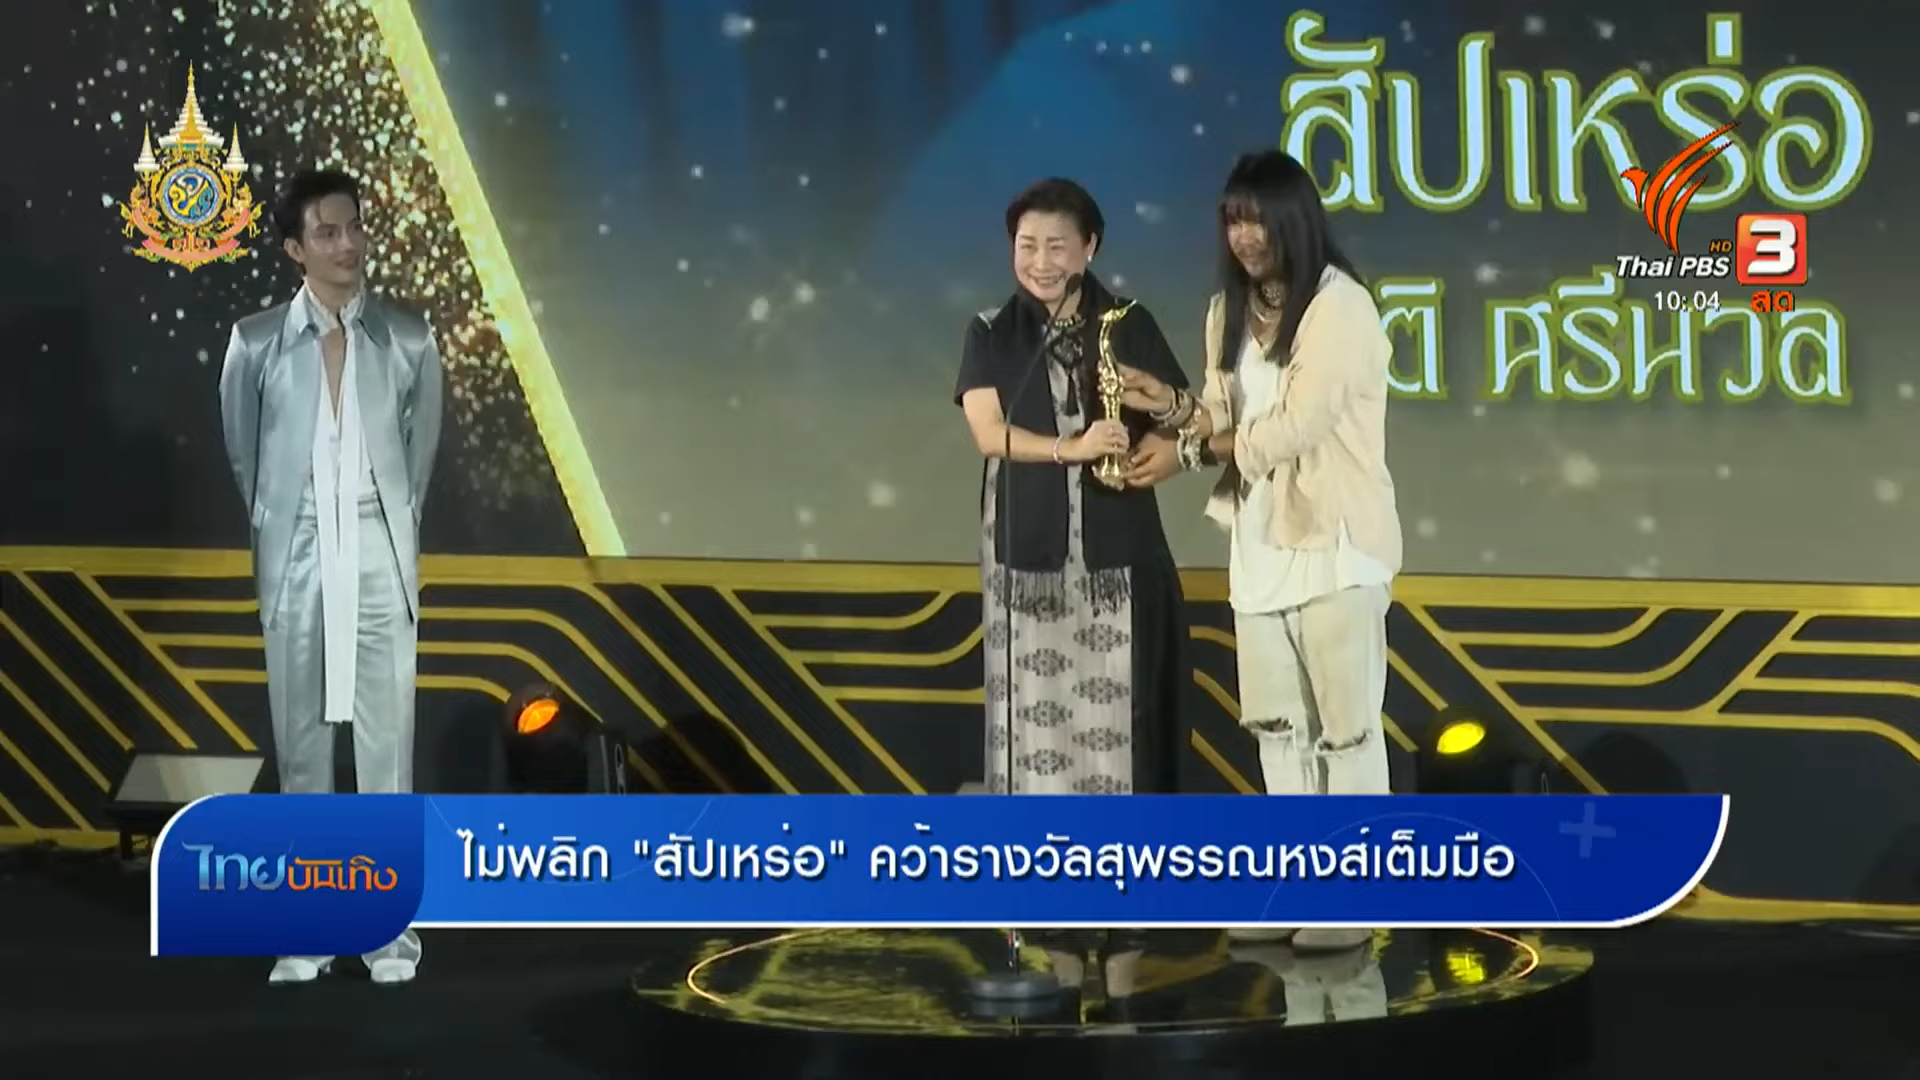 สัปเหร่อ
ติ ศรีนวล
HD
Thai PBS 3
10:04 สด
ไทยบันเทิง
ไม่พลิก "สัปเหร่อ" คว้ารางวัลสุพรรณหงส์เต็มมือ